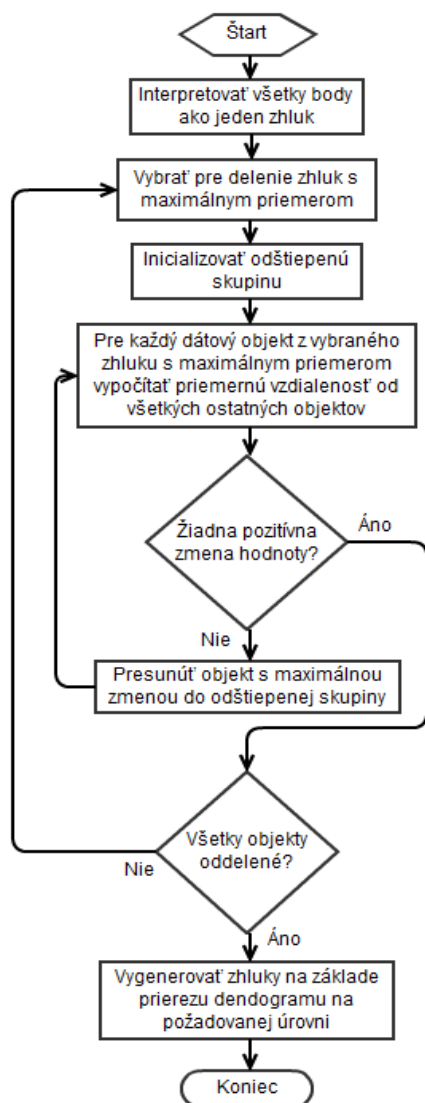 Štart
Interpretovať všetky body
ako jeden zhluk
Vybrať pre delenie zhluk s
maximálnym priemerom
Inicializovať odštiepenú
skupinu
Pre každý dátový objekt z vybraného
zhluku s maximálnym priemerom
vypočítať priemernú vzdialenosť od
všetkých ostatných objektov
Žiadna pozitívna
zmena hodnoty?
Áno
Nie
Presunúť objekt s maximálnou
zmenou do odštiepenej skupiny
Všetky objekty
oddelené?
Nie
Áno
Vygenerovať zhluky na základe
prierezu dendogramu na
požadovanej úrovni
Koniec